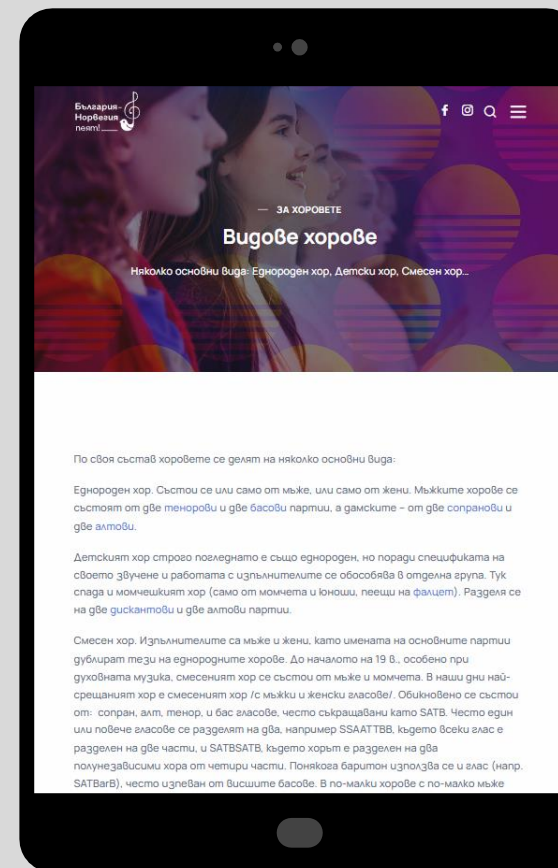 България-
Норвегия
пеят!
— ЗА ХОРОВЕТЕ
Видове хорове
Няколко основни вида: Еднороден хор, Детски хор, Смесен хор...
По своя състав хоровете се делят на няколко основни вида:
Еднороден хор. Състои се или само от мъже, или само от жени. Мъжките хорове се
състоят от две тенорови и две басови партии, а дамските – от две сопранови и
две алтови.
Детският хор строго погледнато е също еднороден, но поради спецификата на
своето звучене и работата с изпълнителите се обособява в отделна група. Тук
спада и момчешкият хор (само от момчета и юноши, пеещи на фалцет). Разделя се
на две дискантови и две алтови партии.
Смесен хор. Изпълнителите са мъже и жени, като имената на основните партии
дублират тези на еднородните хорове. До началото на 19 в., особено при
духовната музика, смесеният хор се състои от мъже и момчета. В наши дни най-
срещаният хор е смесеният хор /с мъжки и женски гласове/. Обикновено се състои
от: сопран, алт, тенор, и бас гласове, често съкращавани като SATB. Често един
или повече гласове се разделят на два, например SSAATTBB, където всеки глас е
разделен на две части, и SATBSATB, където хорът е разделен на два
полунезависими хора от четири части. Понякога баритон използва се и глас (напр.
SATBarB), често изпеван от висшите басове. В по-малки хорове с по-малко мъже